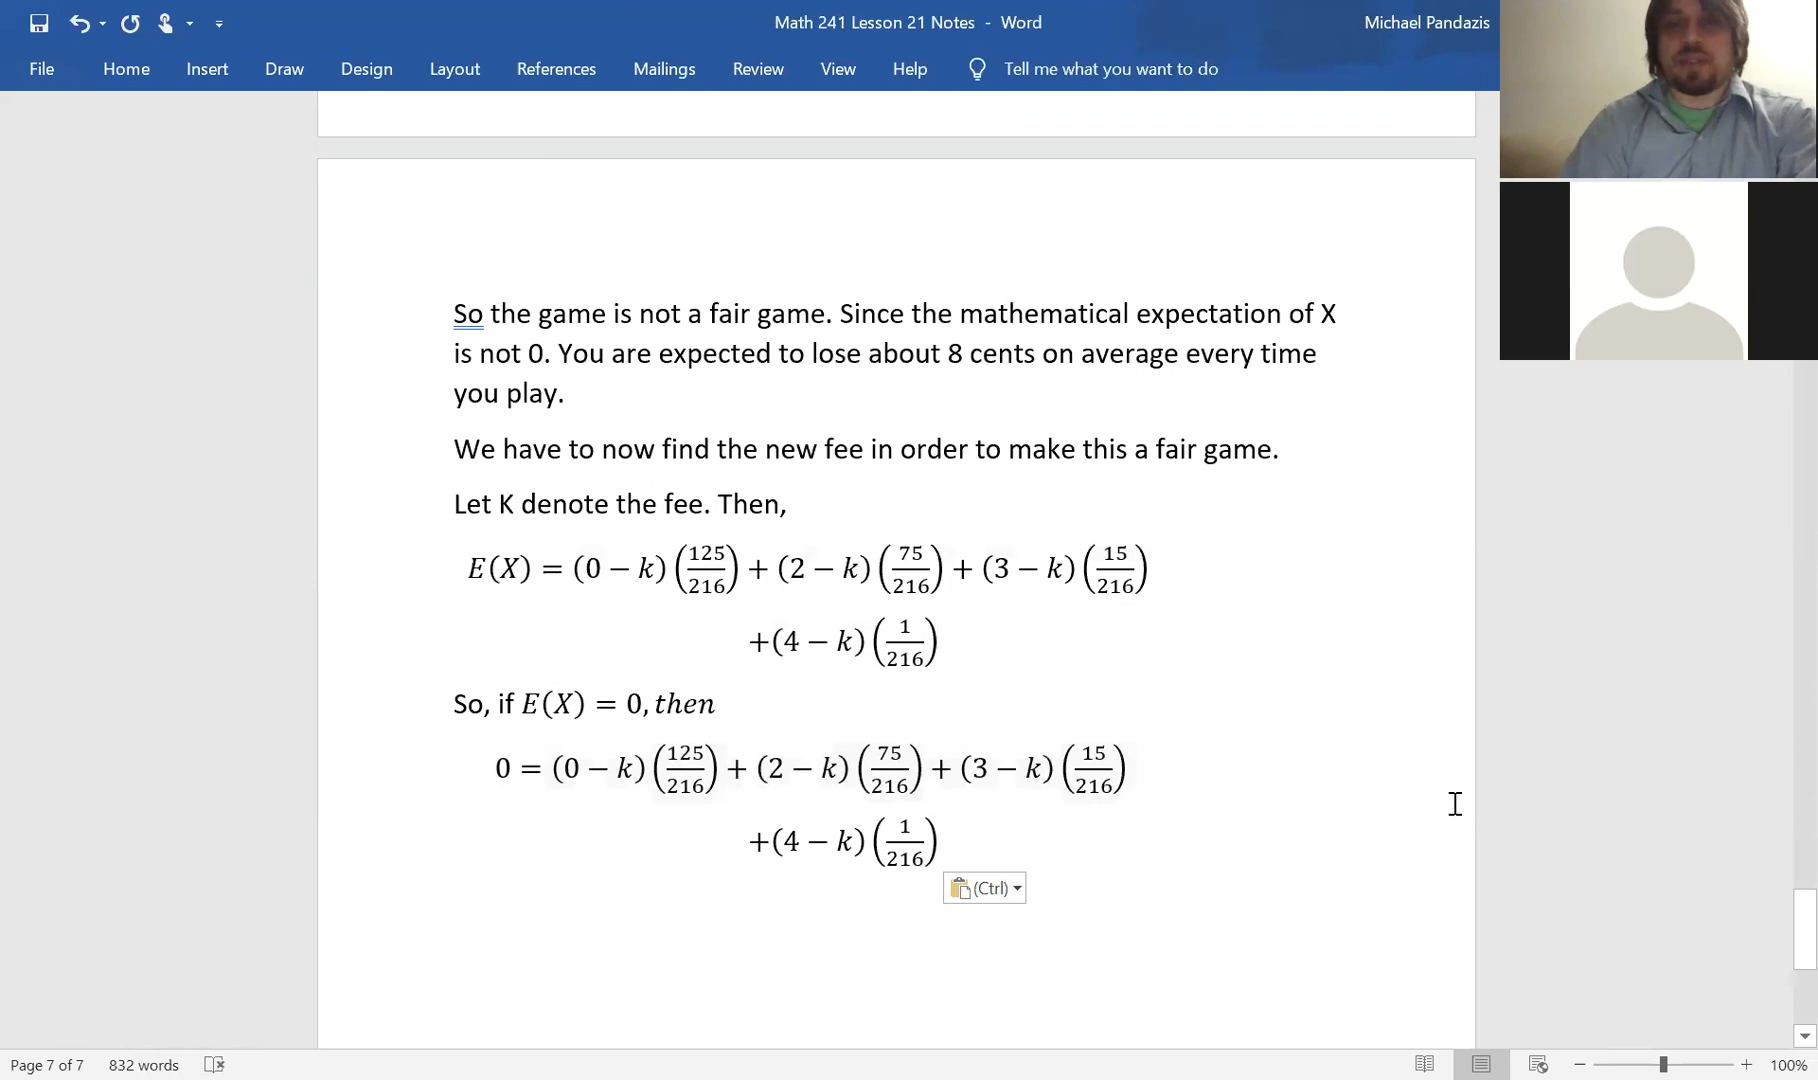 Math 241 Lesson 21 Notes - Word
Michael Pandazis
File Home Insert Draw Design Layout References Mailings Review View Help Tell me what you want to do
So the game is not a fair game. Since the mathematical expectation of X
is not 0. You are expected to lose about 8 cents on average every time
you play.
We have to now find the new fee in order to make this a fair game.
Let K denote the fee. Then,
E(X) = (0 − k)(125/216) + (2 − k)(75/216) + (3 − k)(15/216)
+(4 − k)(1/216)
So, if E(X) = 0, then
0 = (0 − k)(125/216) + (2 − k)(75/216) + (3 − k)(15/216)
+(4 − k)(1/216)
(Ctrl)
Page 7 of 7 832 words 100%